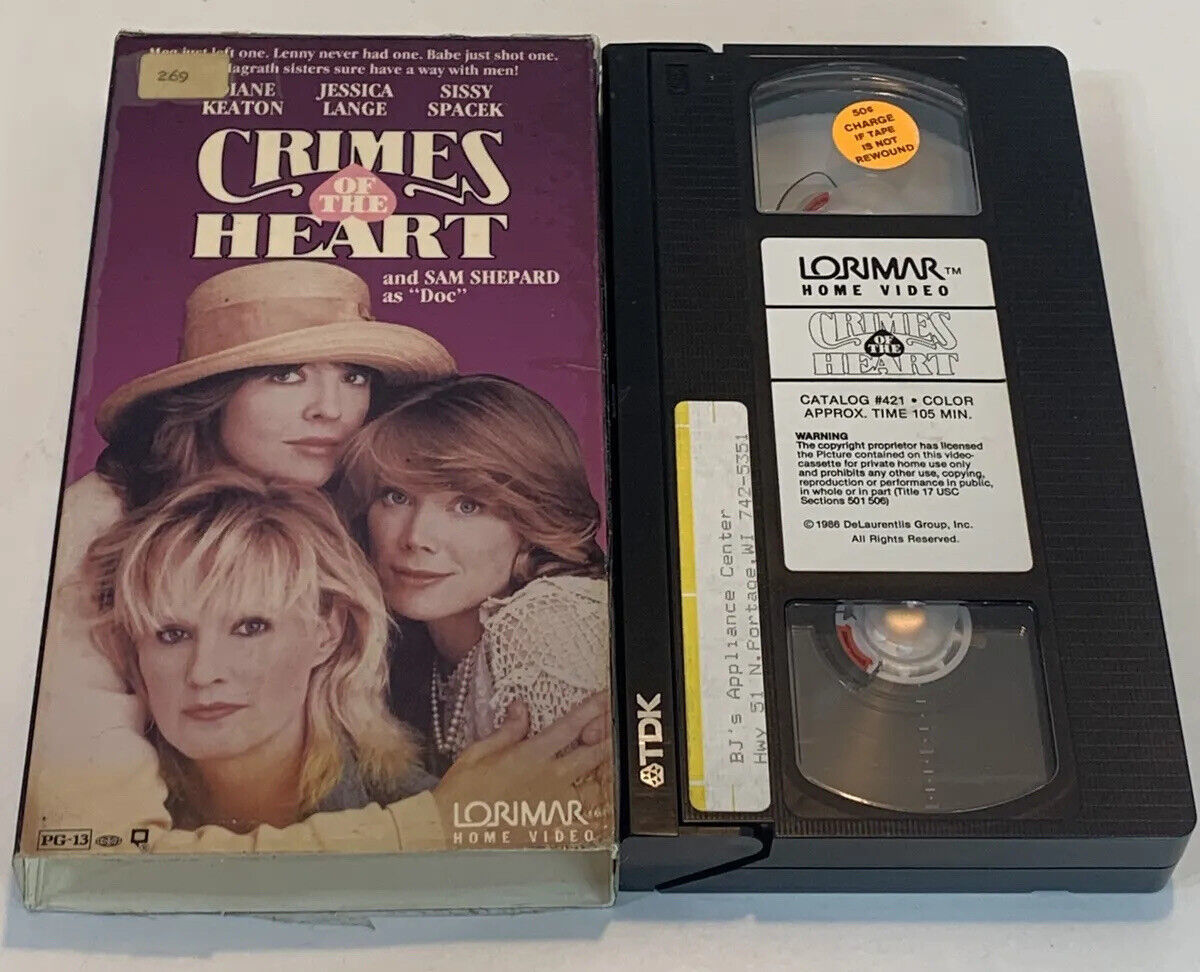 Meg just left one. Lenny never had one. Babe just shot one.
agrath sisters sure have a way with men!
269
IANE KEATON
JESSICA LANGE
SISSY SPACEK
CRIMES
OF THE
HEART
and SAM SHEPARD
as "Doc"
PG-13
LORIMAR
HOME VIDEO
50¢
CHARGE
IF TAPE
IS NOT
REWOUND
LORIMAR™
HOME VIDEO
CRIMES
OF THE
HEART
CATALOG #421 • COLOR
APPROX. TIME 105 MIN.
WARNING
The copyright proprietor has licensed
the Picture contained on this video-
cassette for private home use only
and prohibits any other use, copying,
reproduction or performance in public,
in whole or in part (Title 17 USC
Sections 501 506)
© 1986 DeLaurentiis Group, Inc.
All Rights Reserved.
BJ's Appliance Center
Hwy 51 N.Portage,WI 742-5351
TDK